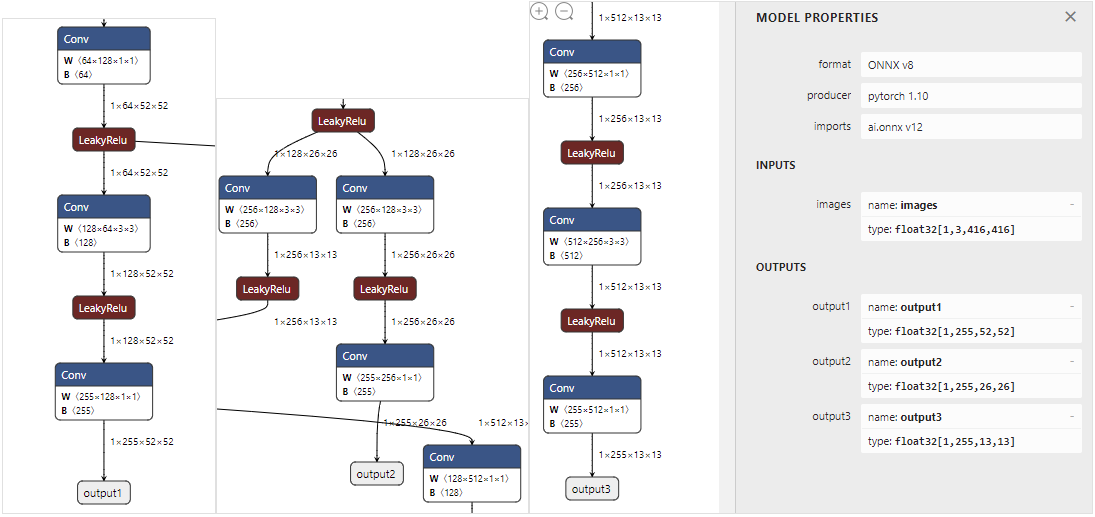 Conv
W ⟨64×128×1×1⟩
B ⟨64⟩
1×64×52×52
LeakyRelu
1×64×52×52
Conv
W ⟨128×64×3×3⟩
B ⟨128⟩
1×128×52×52
LeakyRelu
1×128×52×52
Conv
W ⟨255×128×1×1⟩
B ⟨255⟩
1×255×52×52
output1
LeakyRelu
1×128×26×26
1×128×26×26
Conv
W ⟨256×128×3×3⟩
B ⟨256⟩
Conv
W ⟨256×128×3×3⟩
B ⟨256⟩
1×256×13×13
1×256×26×26
LeakyRelu
LeakyRelu
1×256×13×13
1×256×26×26
Conv
W ⟨255×256×1×1⟩
B ⟨255⟩
1×255×26×26
1×512×13×
output2
Conv
W ⟨128×512×1×1⟩
B ⟨128⟩
1×512×13×13
Conv
W ⟨256×512×1×1⟩
B ⟨256⟩
1×256×13×13
LeakyRelu
1×256×13×13
Conv
W ⟨512×256×3×3⟩
B ⟨512⟩
1×512×13×13
LeakyRelu
1×512×13×13
Conv
W ⟨255×512×1×1⟩
B ⟨255⟩
1×255×13×13
output3
MODEL PROPERTIES
format ONNX v8
producer pytorch 1.10
imports ai.onnx v12
INPUTS
images name: images
type: float32[1,3,416,416]
OUTPUTS
output1 name: output1
type: float32[1,255,52,52]
output2 name: output2
type: float32[1,255,26,26]
output3 name: output3
type: float32[1,255,13,13]